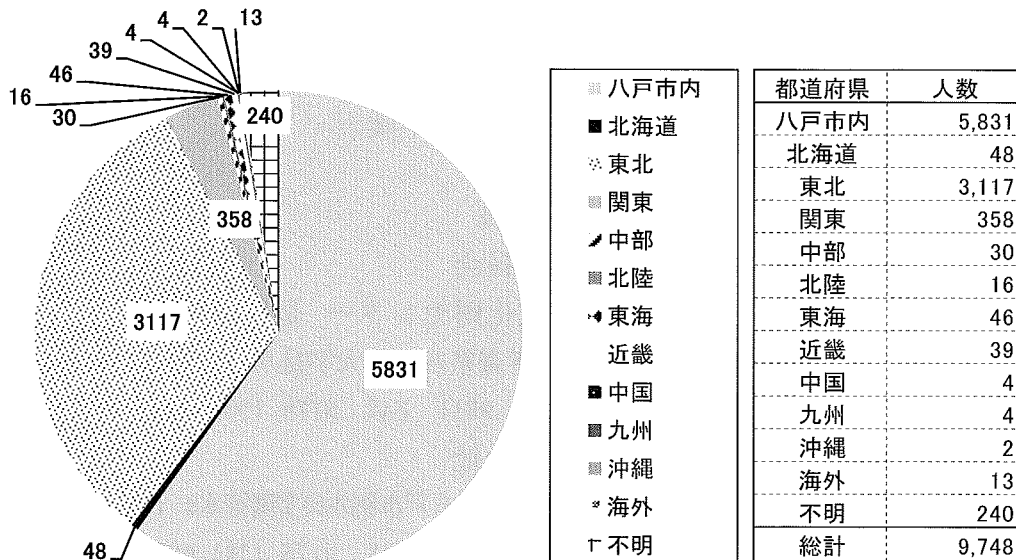 4
2
13
4
39
46
16
30
240
358
3117
5831
48
八戸市内
北海道
東北
関東
中部
北陸
東海
近畿
中国
九州
沖縄
海外
不明
都道府県 人数
八戸市内 5,831
北海道 48
東北 3,117
関東 358
中部 30
北陸 16
東海 46
近畿 39
中国 4
九州 4
沖縄 2
海外 13
不明 240
総計 9,748